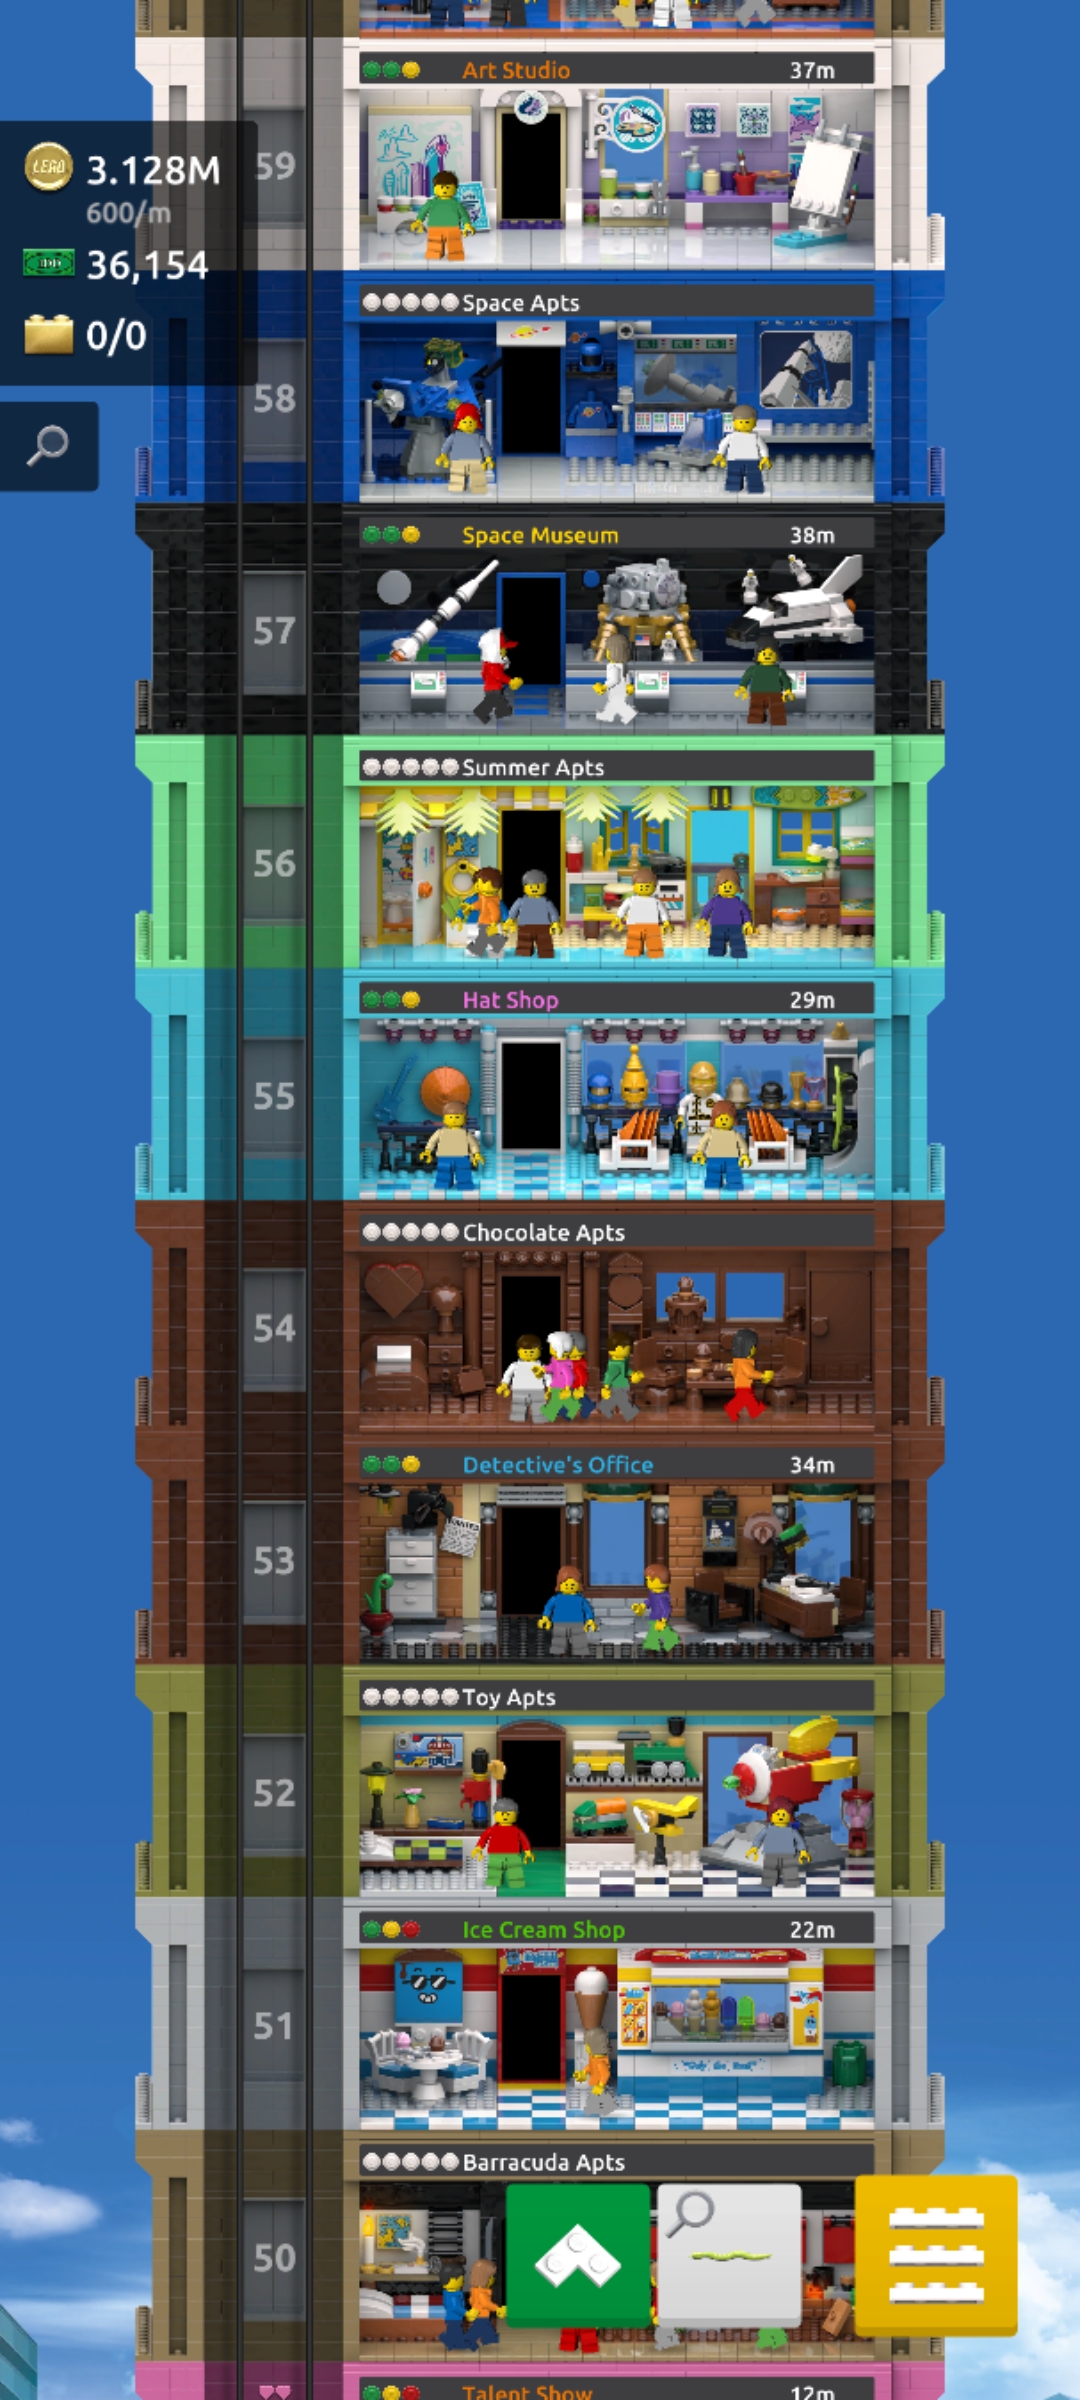 Art Studio 37m
59
LEGO 3.128M
600/m
36,154
0/0
Space Apts
58
Space Museum 38m
57
Summer Apts
56
Hat Shop 29m
55
Chocolate Apts
54
Detective's Office 34m
WANTED
53
Toy Apts
52
Ice Cream Shop 22m
51
Barracuda Apts
50
Talent Show 12m